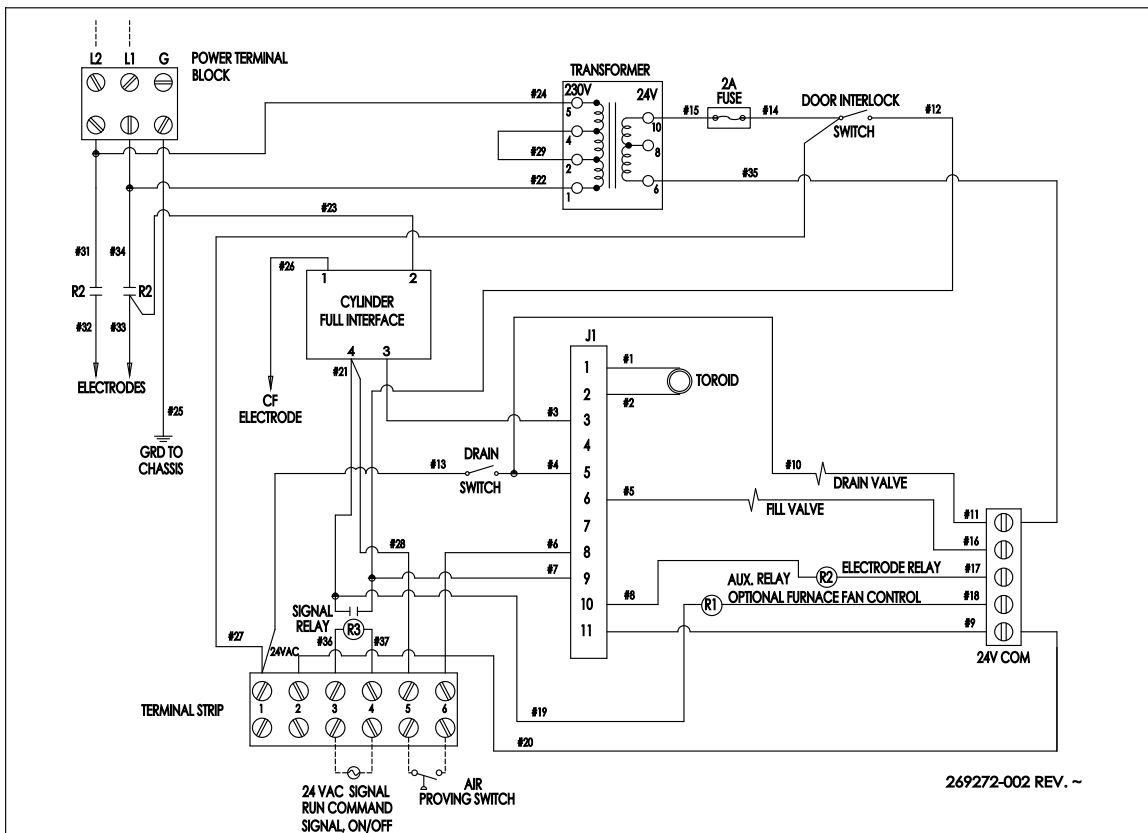 L2 L1 G
POWER TERMINAL
BLOCK
TRANSFORMER
230V 24V
5
4
2
1
10
8
6
#24
#29
#22
#15
2A
FUSE
#14
DOOR INTERLOCK
SWITCH
#12
#35
#23
#31 #34
R2 R2
#32 #33
ELECTRODES
#25
GRD TO
CHASSIS
#26
1 2
CYLINDER
FULL INTERFACE
4 3
#21
CF
ELECTRODE
J1
1
2
3
4
5
6
7
8
9
10
11
#1
TOROID
#2
#3
#13
DRAIN
SWITCH
#4
#10
DRAIN VALVE
#5
FILL VALVE
#11
#16
#28
#6
#7
ELECTRODE RELAY
#17
AUX. RELAY
R2
#8
R1
OPTIONAL FURNACE FAN CONTROL
#18
#9
24V COM
SIGNAL
RELAY
R3
#36 #37
#27
24VAC
TERMINAL STRIP
1 2 3 4 5 6
#19
#20
24 VAC SIGNAL
RUN COMMAND
SIGNAL, ON/OFF
AIR
PROVING SWITCH
269272-002 REV. ~